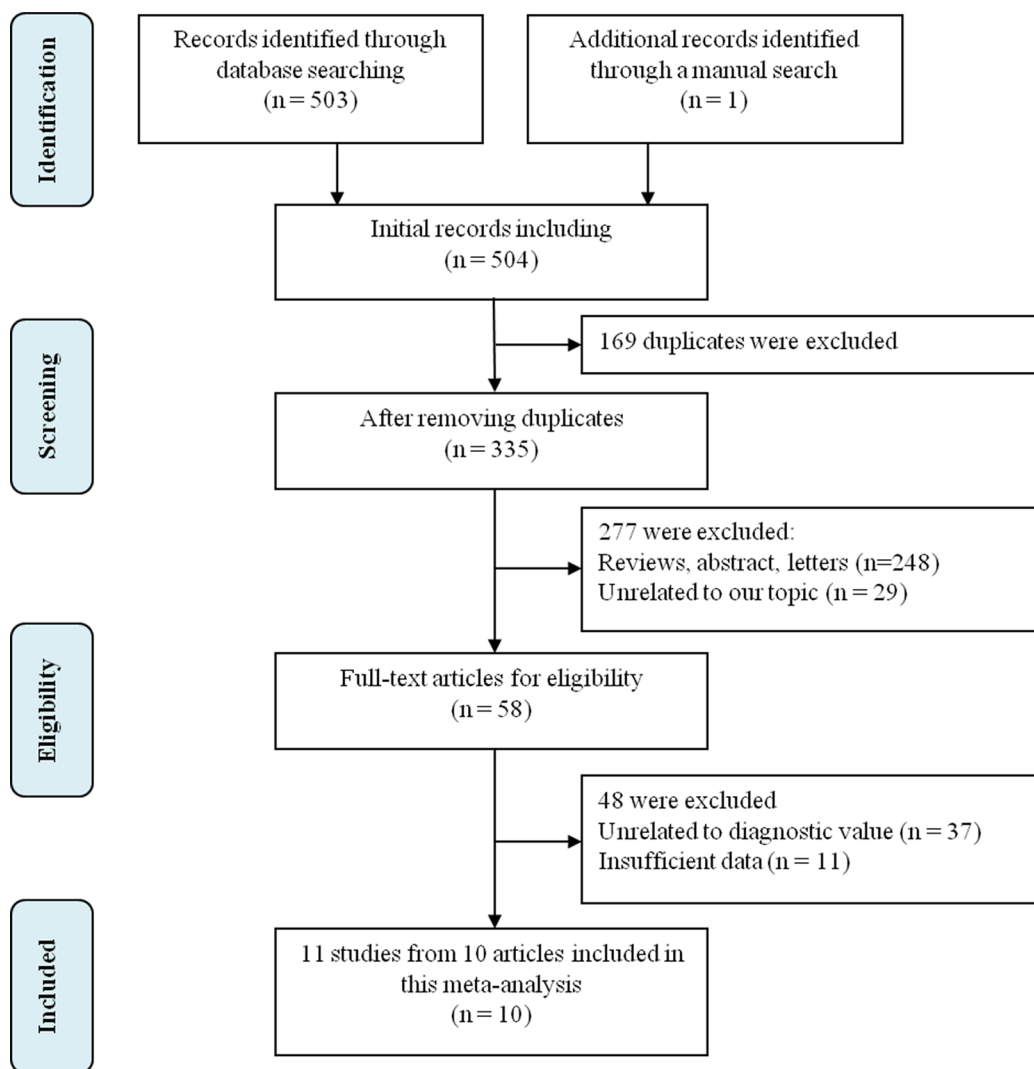 Identification
Records identified through
database searching
(n = 503)
Additional records identified
through a manual search
(n = 1)
Initial records including
(n = 504)
Screening
169 duplicates were excluded
After removing duplicates
(n = 335)
277 were excluded:
Reviews, abstract, letters (n=248)
Unrelated to our topic (n = 29)
Eligibility
Full-text articles for eligibility
(n = 58)
48 were excluded
Unrelated to diagnostic value (n = 37)
Insufficient data (n = 11)
Included
11 studies from 10 articles included in
this meta-analysis
(n = 10)